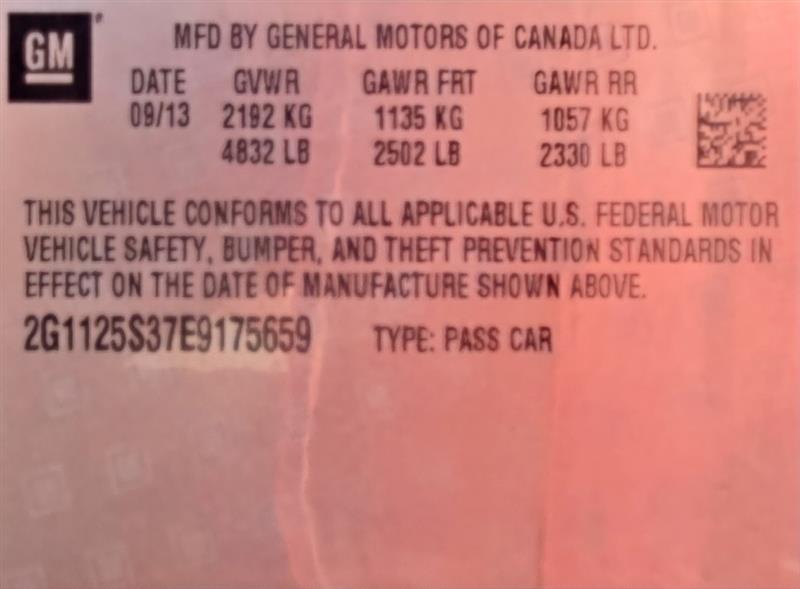 GM
MFD BY GENERAL MOTORS OF CANADA LTD.
DATE GVWR GAWR FRT GAWR RR
09/13 2192 KG 1135 KG 1057 KG
4832 LB 2502 LB 2330 LB
THIS VEHICLE CONFORMS TO ALL APPLICABLE U.S. FEDERAL MOTOR
VEHICLE SAFETY, BUMPER, AND THEFT PREVENTION STANDARDS IN
EFFECT ON THE DATE OF MANUFACTURE SHOWN ABOVE.
2G1125S37E9175659 TYPE: PASS CAR